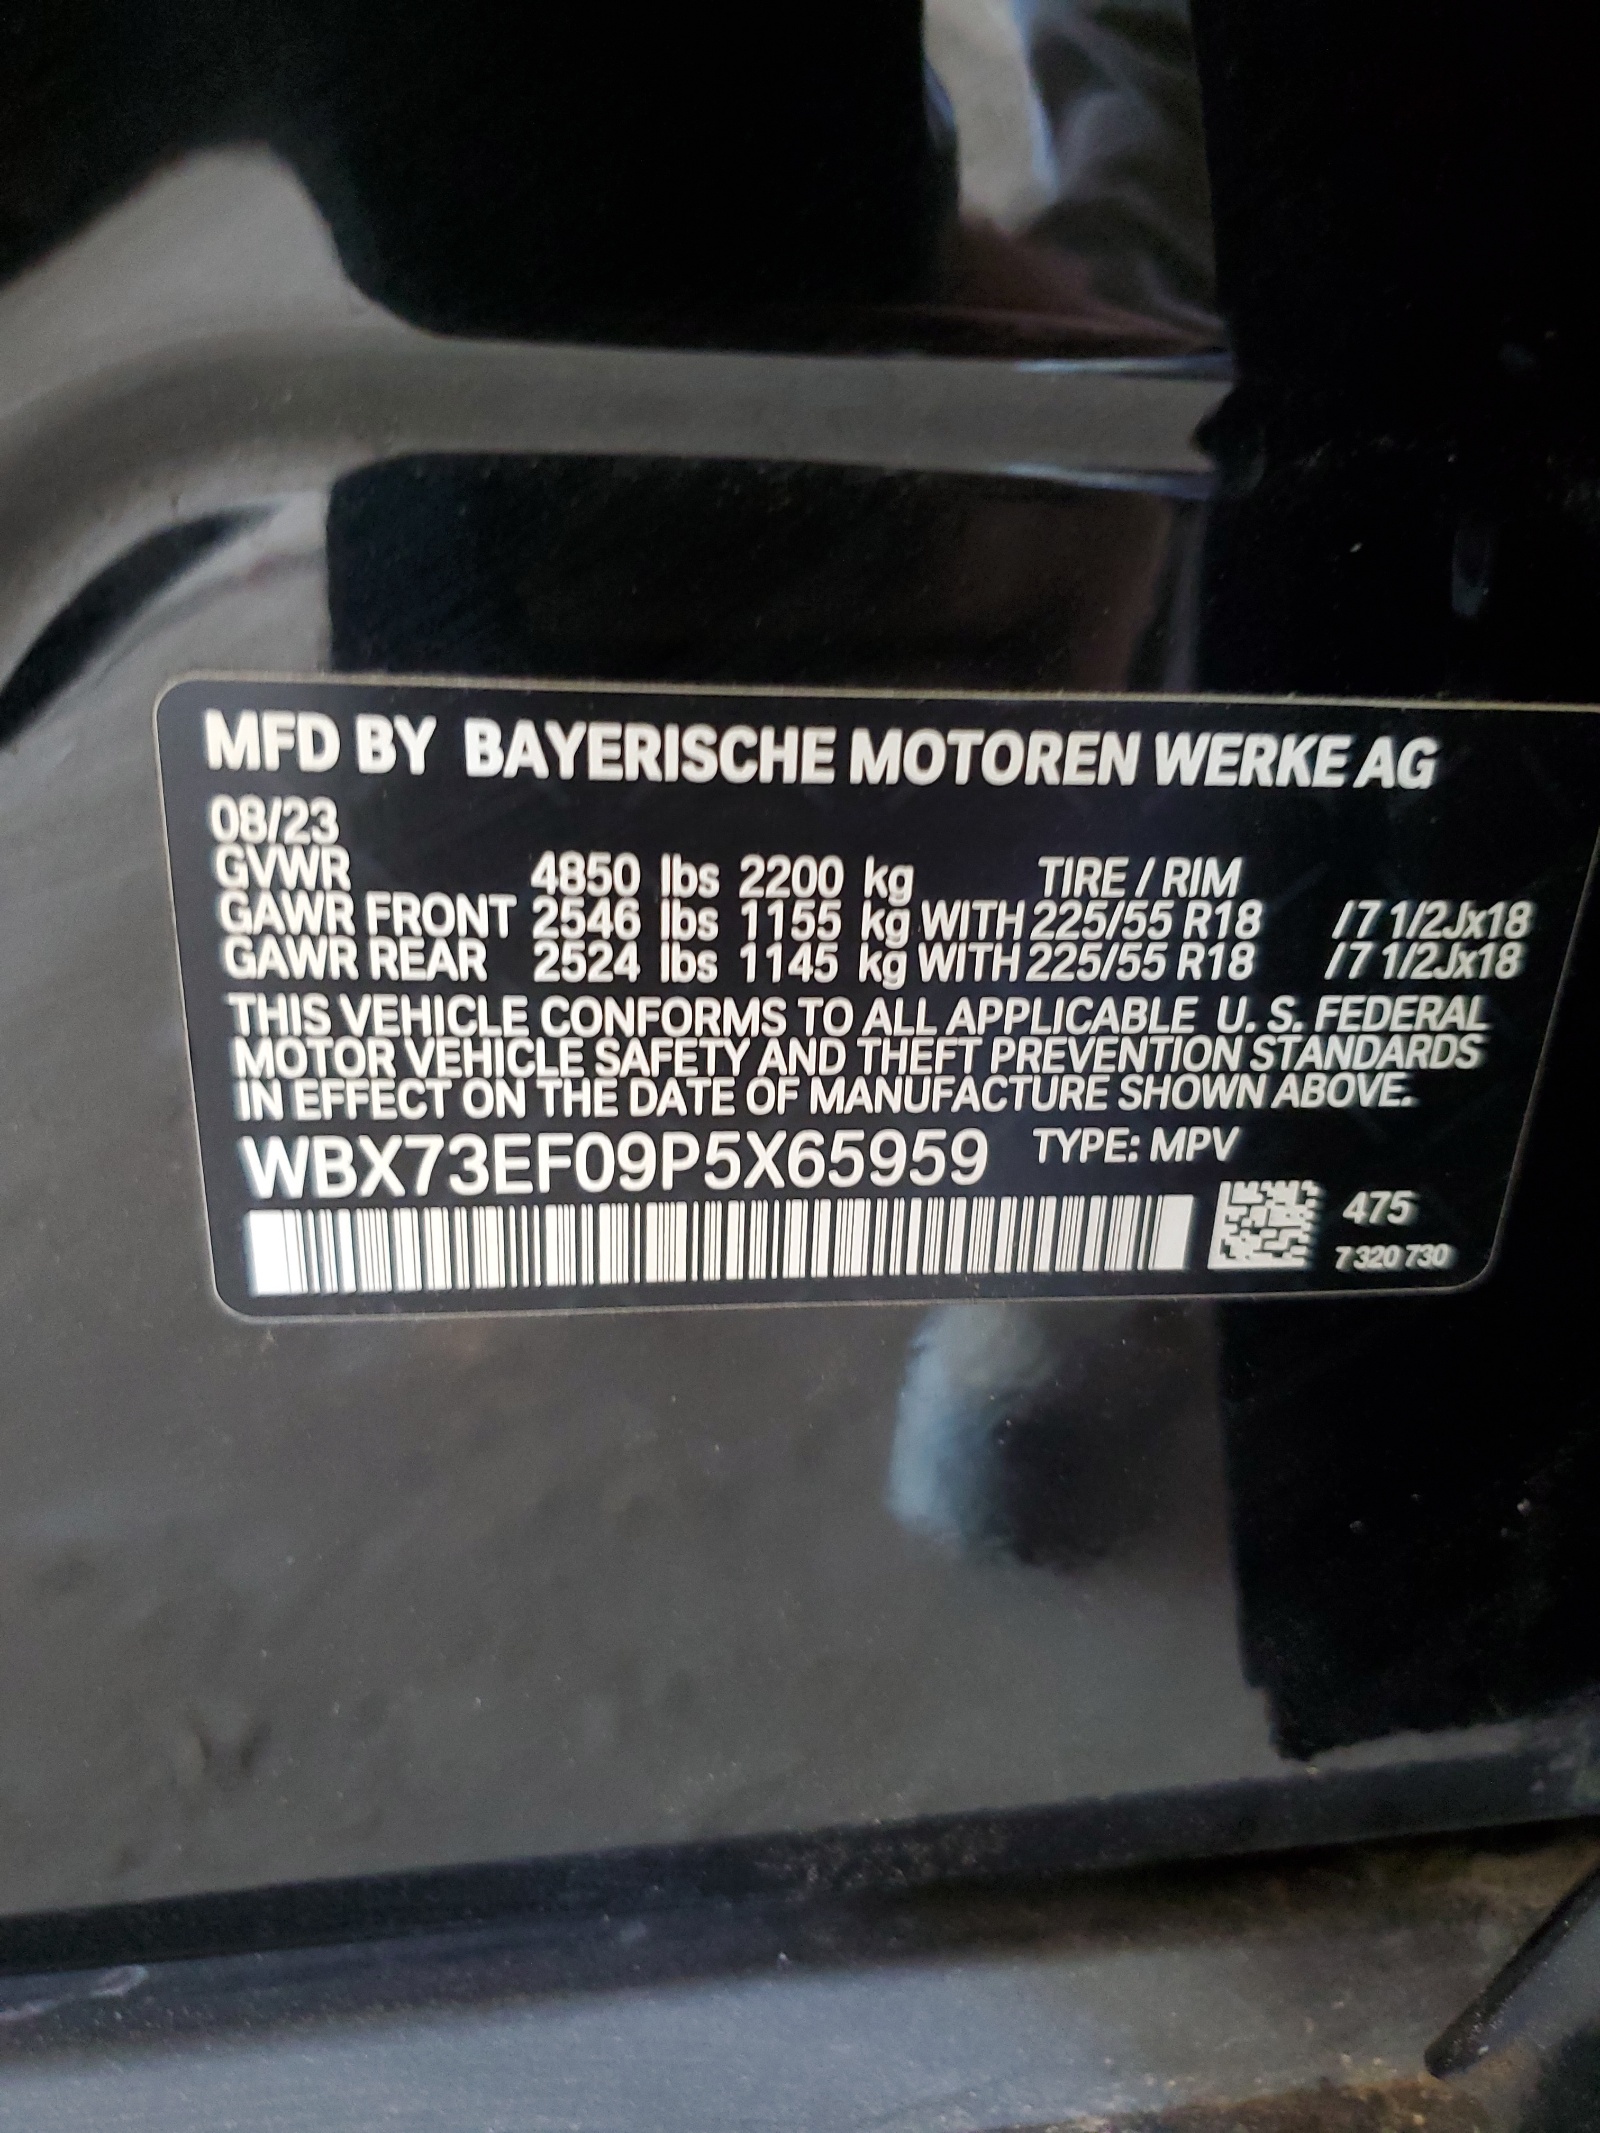 MFD BY BAYERISCHE MOTOREN WERKE AG
08/23
GVWR 4850 lbs 2200 kg TIRE / RIM
GAWR FRONT 2546 lbs 1155 kg WITH 225/55 R18 /7 1/2Jx18
GAWR REAR 2524 lbs 1145 kg WITH 225/55 R18 /7 1/2Jx18
THIS VEHICLE CONFORMS TO ALL APPLICABLE U. S. FEDERAL
MOTOR VEHICLE SAFETY AND THEFT PREVENTION STANDARDS
IN EFFECT ON THE DATE OF MANUFACTURE SHOWN ABOVE.
WBX73EF09P5X65959 TYPE: MPV
475
7 320 730